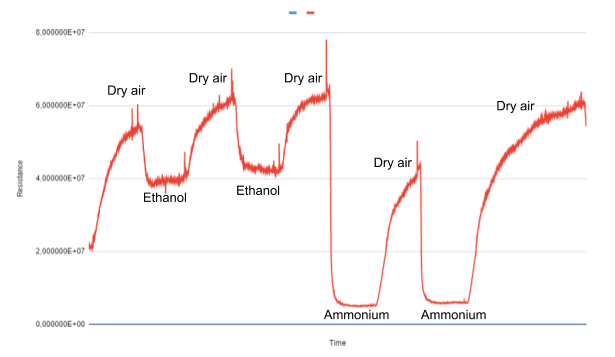 8,000000E+07
Dry air
Dry air
Dry air
6,000000E+07
Dry air
Dry air
4,000000E+07
Ethanol
Ethanol
Resistance
2,000000E+07
Ammonium
Ammonium
0,000000E+00
Time